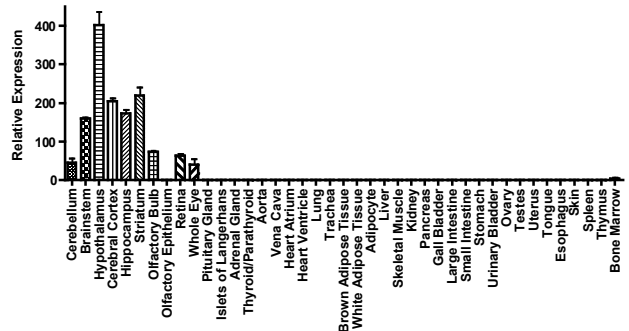 Relative Expression
400
300
200
100
0
Cerebellum
Brainstem
Hypothalamus
Cerebral Cortex
Hippocampus
Striatum
Olfactory Bulb
Olfactory Epithelium
Retina
Whole Eye
Pituitary Gland
Islets of Langerhans
Adrenal Gland
Thyroid/Parathyroid
Aorta
Vena Cava
Heart Atrium
Heart Ventricle
Lung
Trachea
Brown Adipose Tissue
White Adipose Tissue
Adipocyte
Liver
Skeletal Muscle
Kidney
Pancreas
Gall Bladder
Large Intestine
Small Intestine
Stomach
Urinary Bladder
Ovary
Testes
Uterus
Tongue
Esophagus
Skin
Spleen
Thymus
Bone Marrow